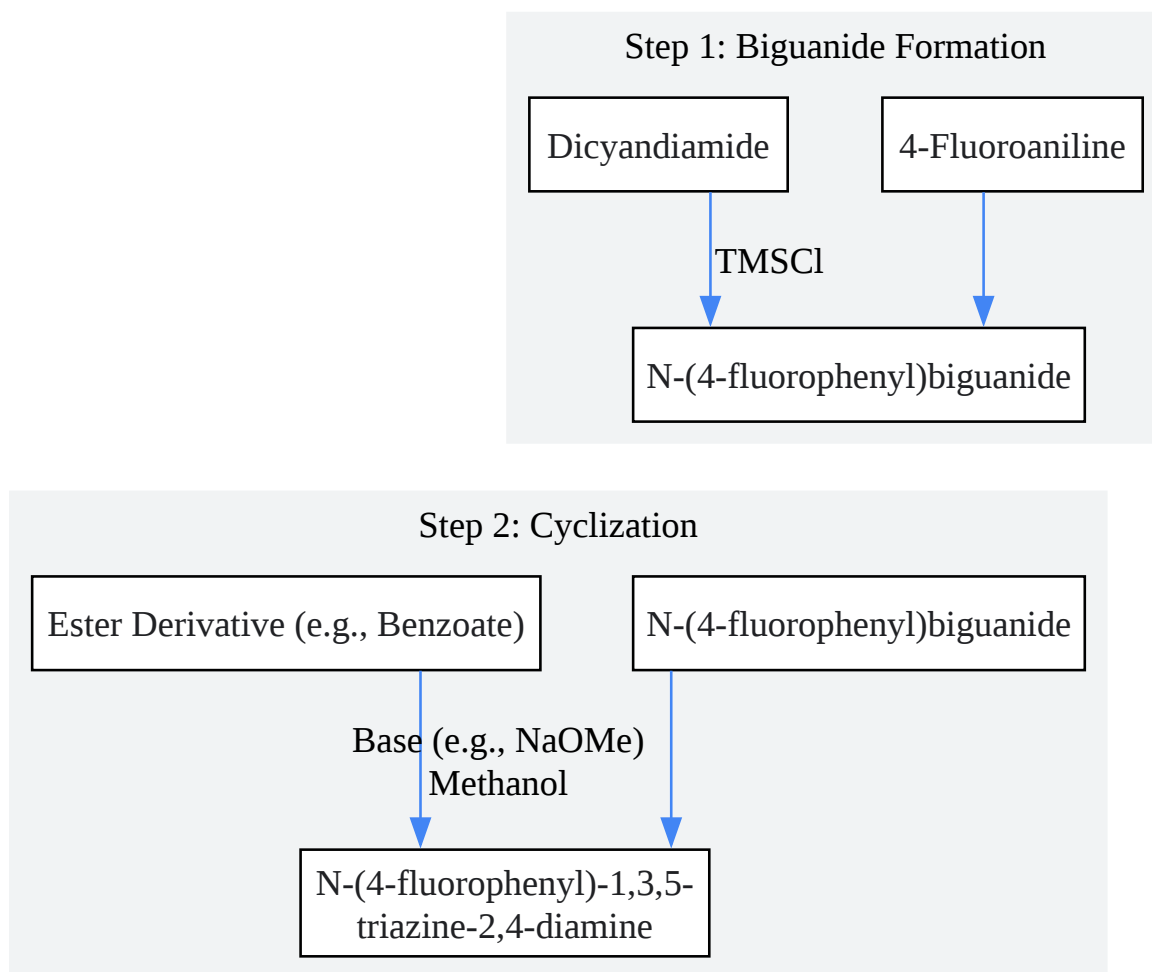 Step 1: Biguanide Formation
Dicyandiamide
4-Fluoroaniline
TMSCl
N-(4-fluorophenyl)biguanide
Step 2: Cyclization
Ester Derivative (e.g., Benzoate)
N-(4-fluorophenyl)biguanide
Base (e.g., NaOMe)
Methanol
N-(4-fluorophenyl)-1,3,5-
triazine-2,4-diamine